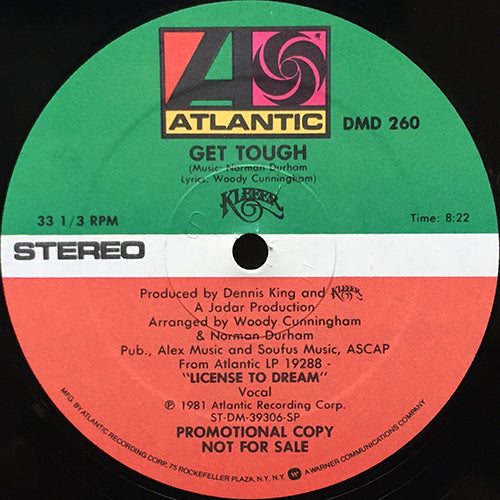 ATLANTIC
DMD 260
GET TOUGH
(Music: Norman Durham
Lyrics: Woody Cunningham)
KLEEER
33 1/3 RPM
Time: 8:22
STEREO
Produced by Dennis King and KLEEER
A Jadar Production
Arranged by Woody Cunningham
& Norman Durham
Pub., Alex Music and Soufus Music, ASCAP
From Atlantic LP 19288 -
"LICENSE TO DREAM"
Vocal
℗ 1981 Atlantic Recording Corp.
ST-DM-39306-SP
PROMOTIONAL COPY
NOT FOR SALE
MFG. BY ATLANTIC RECORDING CORP., 75 ROCKEFELLER PLAZA, N.Y., N.Y. W A WARNER COMMUNICATIONS COMPANY